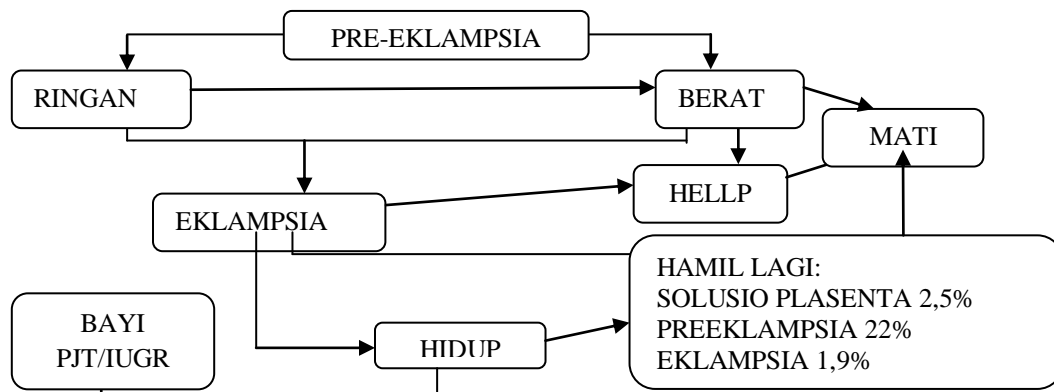 PRE-EKLAMPSIA
RINGAN
BERAT
MATI
HELLP
EKLAMPSIA
HAMIL LAGI:
SOLUSIO PLASENTA 2,5%
PREEKLAMPSIA 22%
EKLAMPSIA 1,9%
BAYI
PJT/IUGR
HIDUP